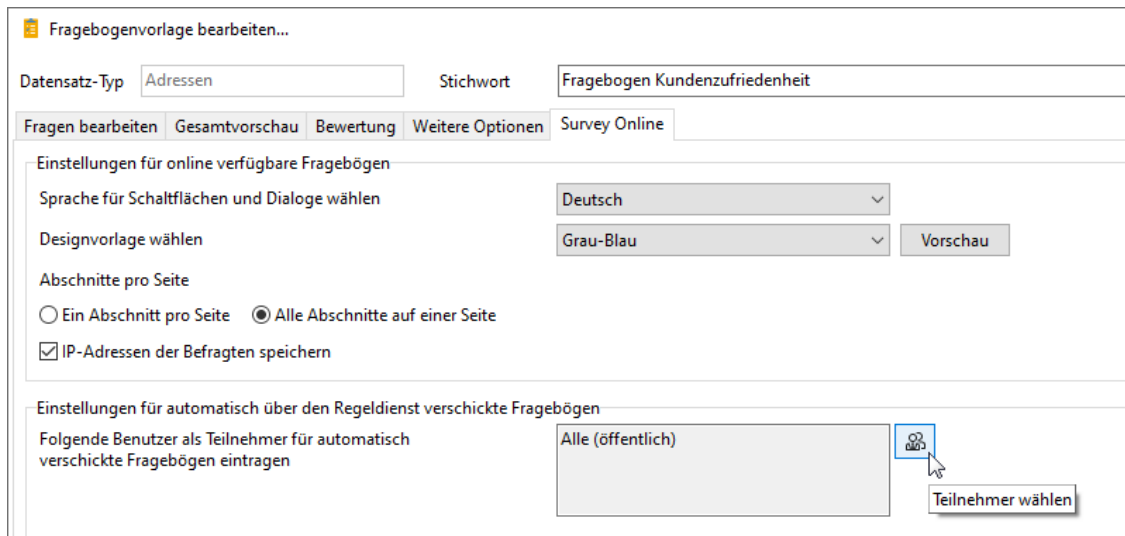 Fragebogenvorlage bearbeiten...
Datensatz-Typ Adressen Stichwort Fragebogen Kundenzufriedenheit
Fragen bearbeiten Gesamtvorschau Bewertung Weitere Optionen Survey Online
Einstellungen für online verfügbare Fragebögen
Sprache für Schaltflächen und Dialoge wählen Deutsch
Designvorlage wählen Grau-Blau Vorschau
Abschnitte pro Seite
Ein Abschnitt pro Seite Alle Abschnitte auf einer Seite
IP-Adressen der Befragten speichern
Einstellungen für automatisch über den Regeldienst verschickte Fragebögen
Folgende Benutzer als Teilnehmer für automatisch Alle (öffentlich)
verschickte Fragebögen eintragen
Teilnehmer wählen